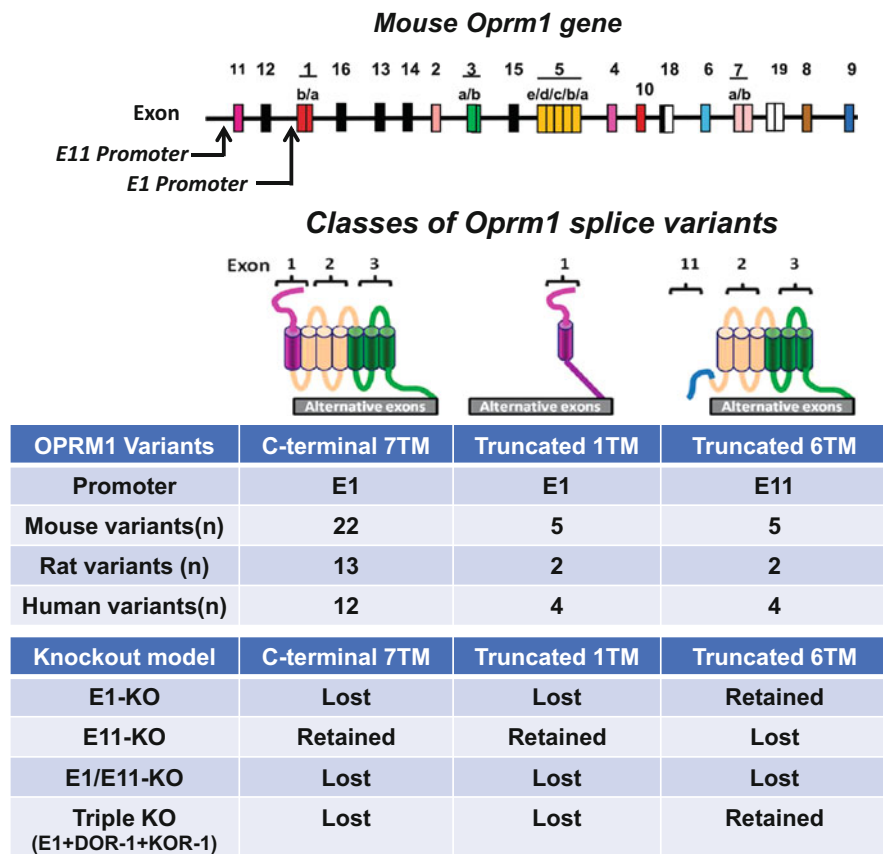 Mouse Oprm1 gene
11 12 1 16 13 14 2 3 15 5 4 10 18 6 7 19 8 9
b/a a/b e/d/c/b/a a/b
Exon
E11 Promoter
E1 Promoter
Classes of Oprm1 splice variants
Exon 1 2 3 1 11 2 3
Alternative exons Alternative exons Alternative exons
OPRM1 Variants C-terminal 7TM Truncated 1TM Truncated 6TM
Promoter E1 E1 E11
Mouse variants(n) 22 5 5
Rat variants (n) 13 2 2
Human variants(n) 12 4 4
Knockout model C-terminal 7TM Truncated 1TM Truncated 6TM
E1-KO Lost Lost Retained
E11-KO Retained Retained Lost
E1/E11-KO Lost Lost Lost
Triple KO Lost Lost Retained
(E1+DOR-1+KOR-1)